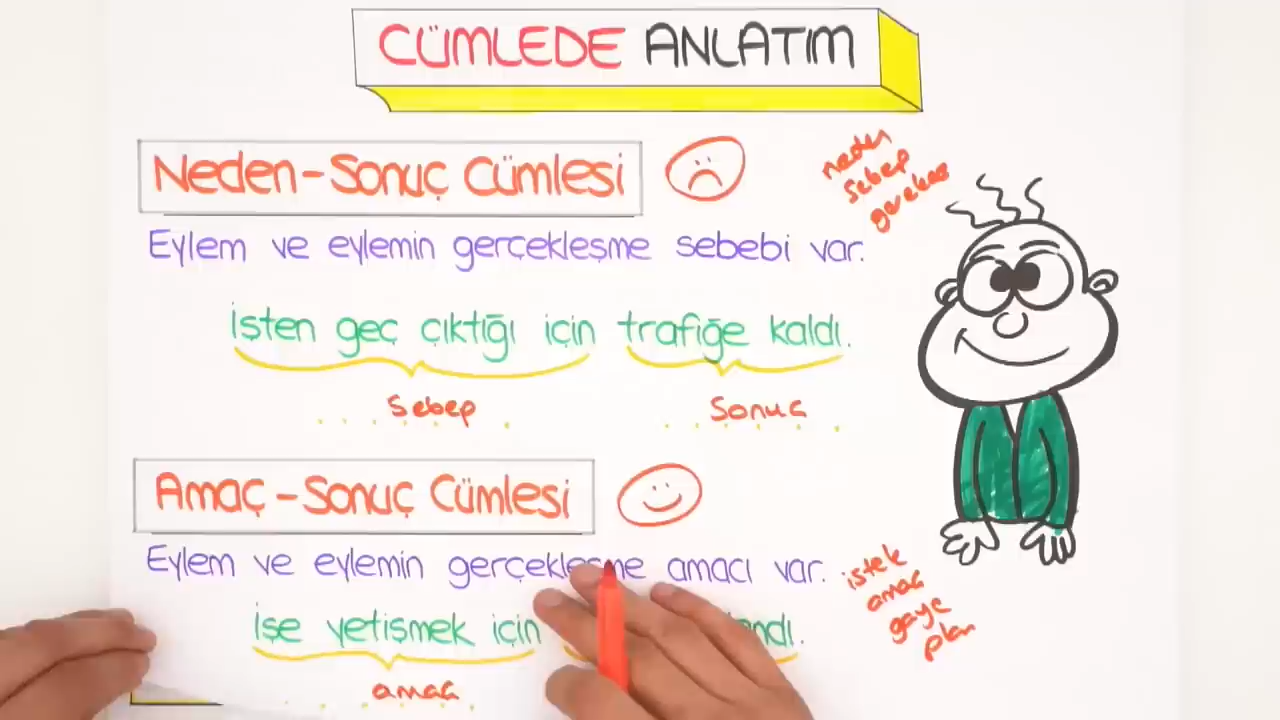 CÜMLEDE ANLATIM
Neden-Sonuç Cümlesi
neden
sebep
Eylem ve eylemin gerçekleşme sebebi var.
İşten geç çıktığı için trafiğe kaldı.
Sebep Sonuç
Amaç-Sonuç Cümlesi
Eylem ve eylemin gerçekleşme amacı var.
istek
amaç
gaye
plan
İşe yetişmek için
amaç